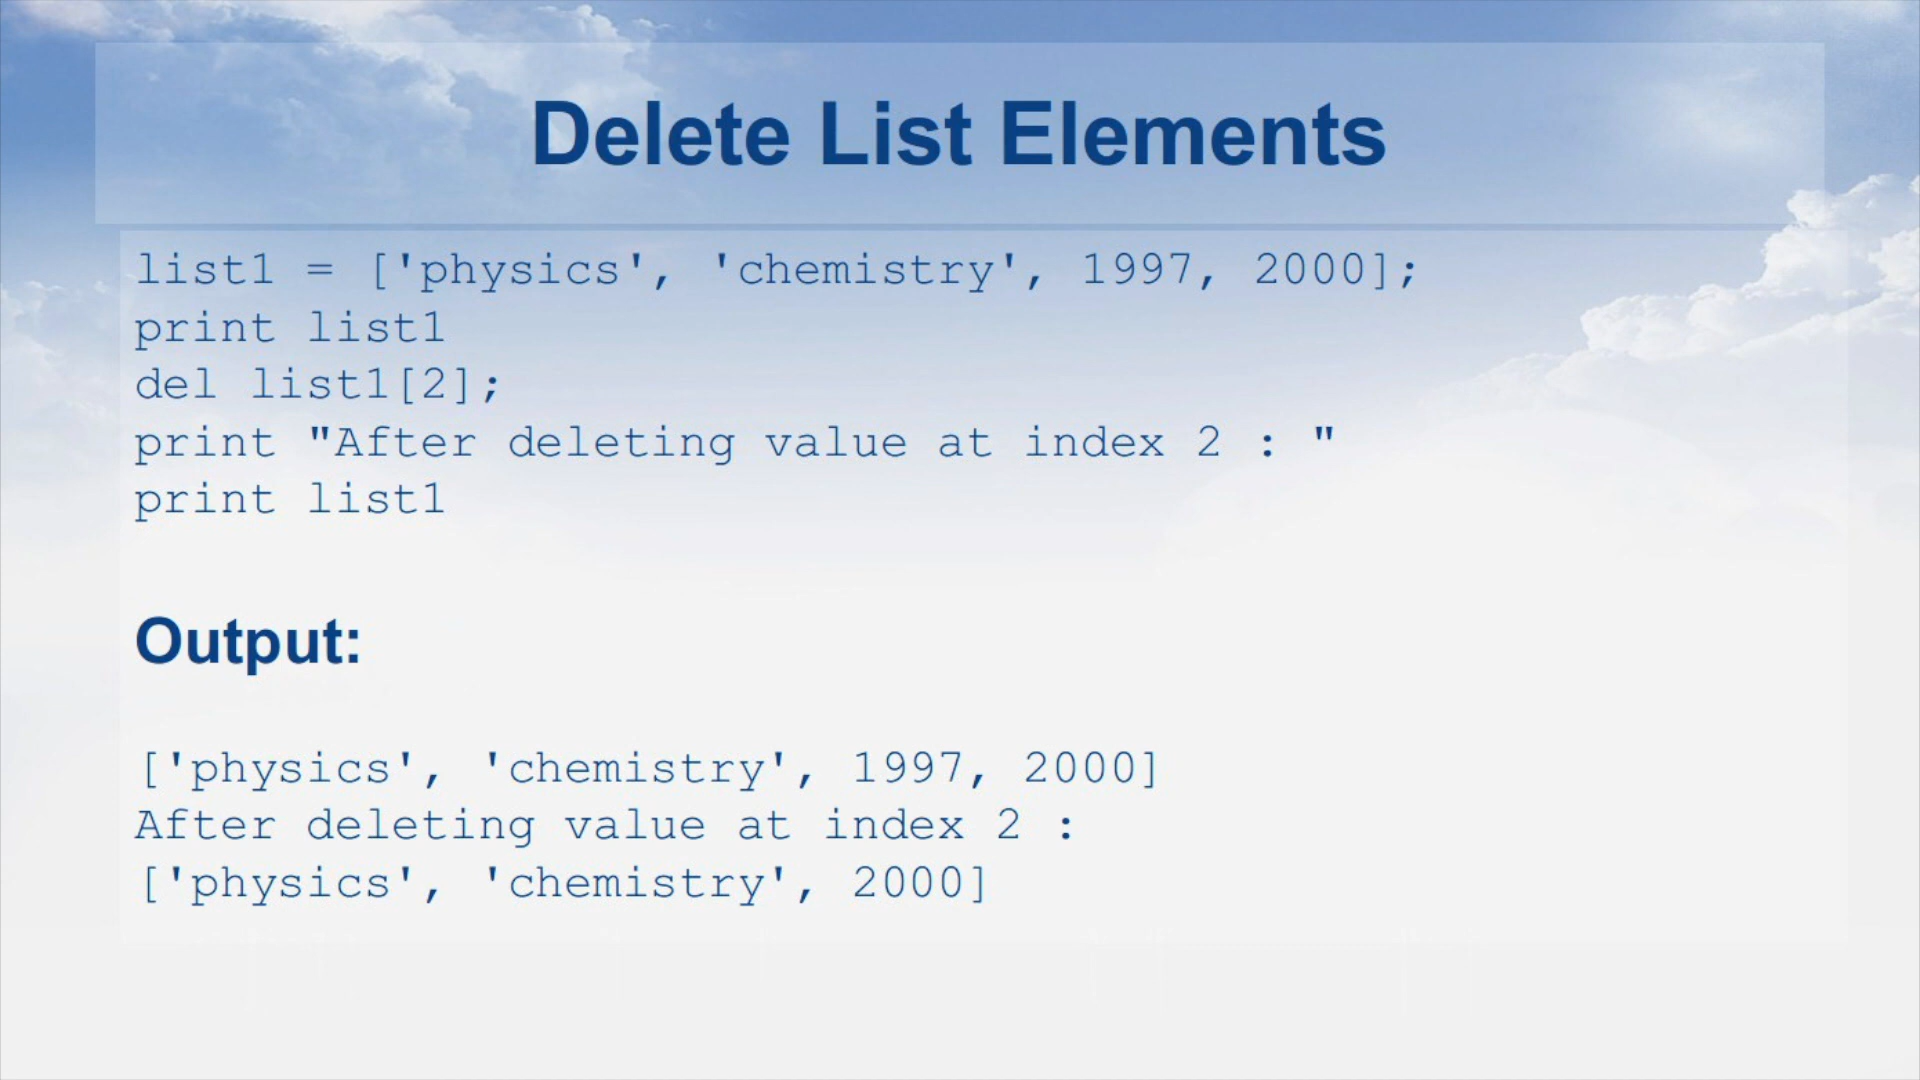 Delete List Elements
list1 = ['physics', 'chemistry', 1997, 2000];
print list1
del list1[2];
print "After deleting value at index 2 : "
print list1
Output:
['physics', 'chemistry', 1997, 2000]
After deleting value at index 2 :
['physics', 'chemistry', 2000]